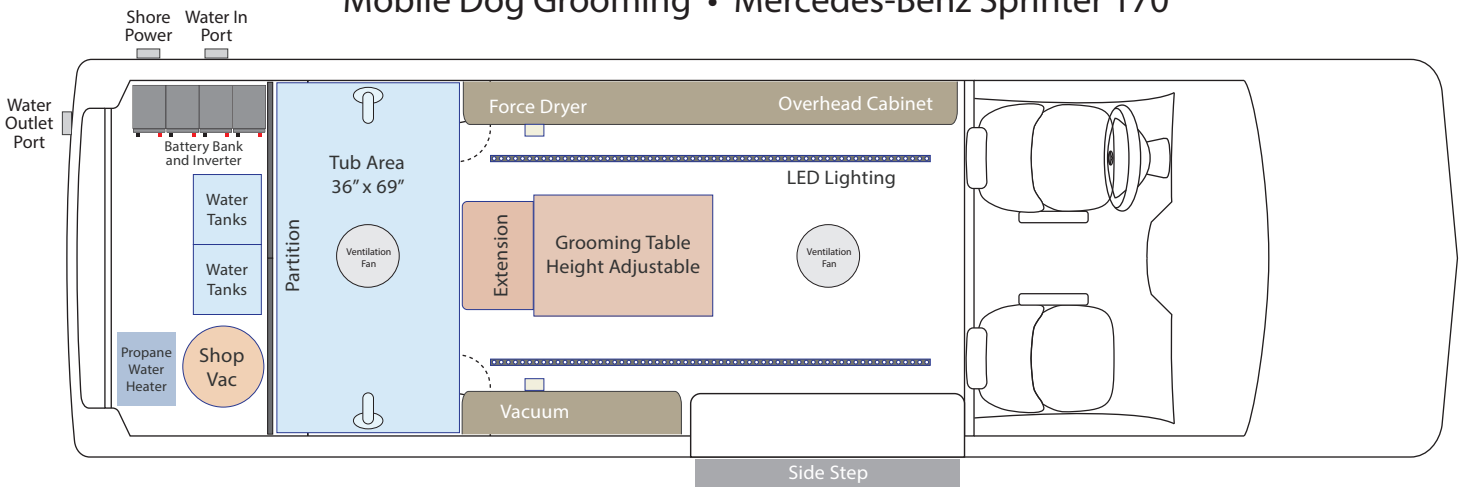 Mobile Dog Grooming • Mercedes-Benz Sprinter 170
Shore
Power
Water In
Port
Water
Outlet
Port
Battery Bank
and Inverter
Water
Tanks
Water
Tanks
Propane
Water
Heater
Shop
Vac
Partition
Tub Area
36” x 69”
Ventilation
Fan
Force Dryer
Overhead Cabinet
LED Lighting
Extension
Grooming Table
Height Adjustable
Ventilation
Fan
Vacuum
Side Step